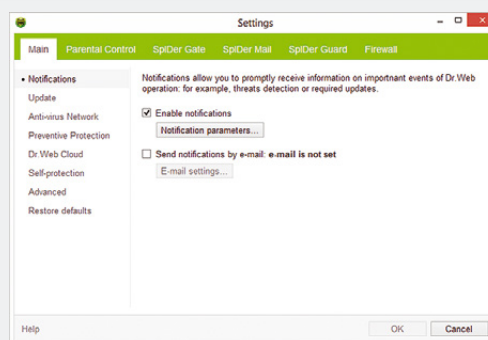 Settings
Main Parental Control SpIDer Gate SpIDer Mail SpIDer Guard Firewall
Notifications
Update
Anti-virus Network
Preventive Protection
Dr.Web Cloud
Self-protection
Advanced
Restore defaults
Notifications allow you to promptly receive information on importnant events of Dr.Web
operation: for example, threats detection or required updates.
Enable notifications
Notification parameters...
Send notifications by e-mail: e-mail is not set
E-mail settings...
Help
OK Cancel